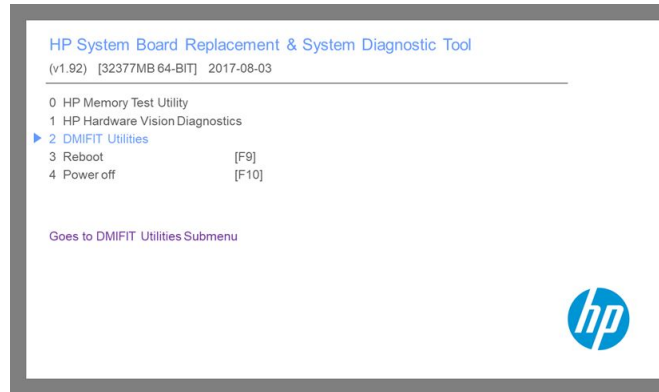 HP System Board Replacement & System Diagnostic Tool
(v1.92) [32377MB 64-BIT] 2017-08-03
0 HP Memory Test Utility
1 HP Hardware Vision Diagnostics
2 DMIFIT Utilities
3 Reboot [F9]
4 Power off [F10]
Goes to DMIFIT Utilities Submenu
hp